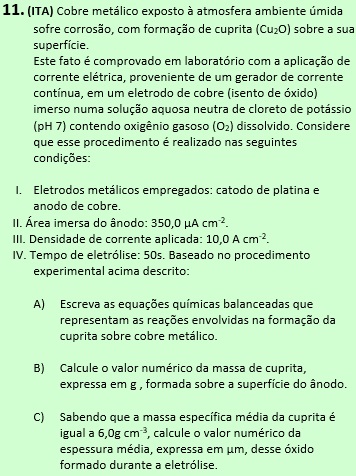 11. (ITA) Cobre metálico exposto à atmosfera ambiente úmida
sofre corrosão, com formação de cuprita (Cu2O) sobre a sua
superfície.
Este fato é comprovado em laboratório com a aplicação de
corrente elétrica, proveniente de um gerador de corrente
contínua, em um eletrodo de cobre (isento de óxido)
imerso numa solução aquosa neutra de cloreto de potássio
(pH 7) contendo oxigênio gasoso (O2) dissolvido. Considere
que esse procedimento é realizado nas seguintes
condições:
I. Eletrodos metálicos empregados: catodo de platina e
anodo de cobre.
II. Área imersa do ânodo: 350,0 µA cm-2.
III. Densidade de corrente aplicada: 10,0 A cm-2.
IV. Tempo de eletrólise: 50s. Baseado no procedimento
experimental acima descrito:
A) Escreva as equações químicas balanceadas que
representam as reações envolvidas na formação da
cuprita sobre cobre metálico.
B) Calcule o valor numérico da massa de cuprita,
expressa em g , formada sobre a superfície do ânodo.
C) Sabendo que a massa específica média da cuprita é
igual a 6,0g cm-3, calcule o valor numérico da
espessura média, expressa em µm, desse óxido
formado durante a eletrólise.